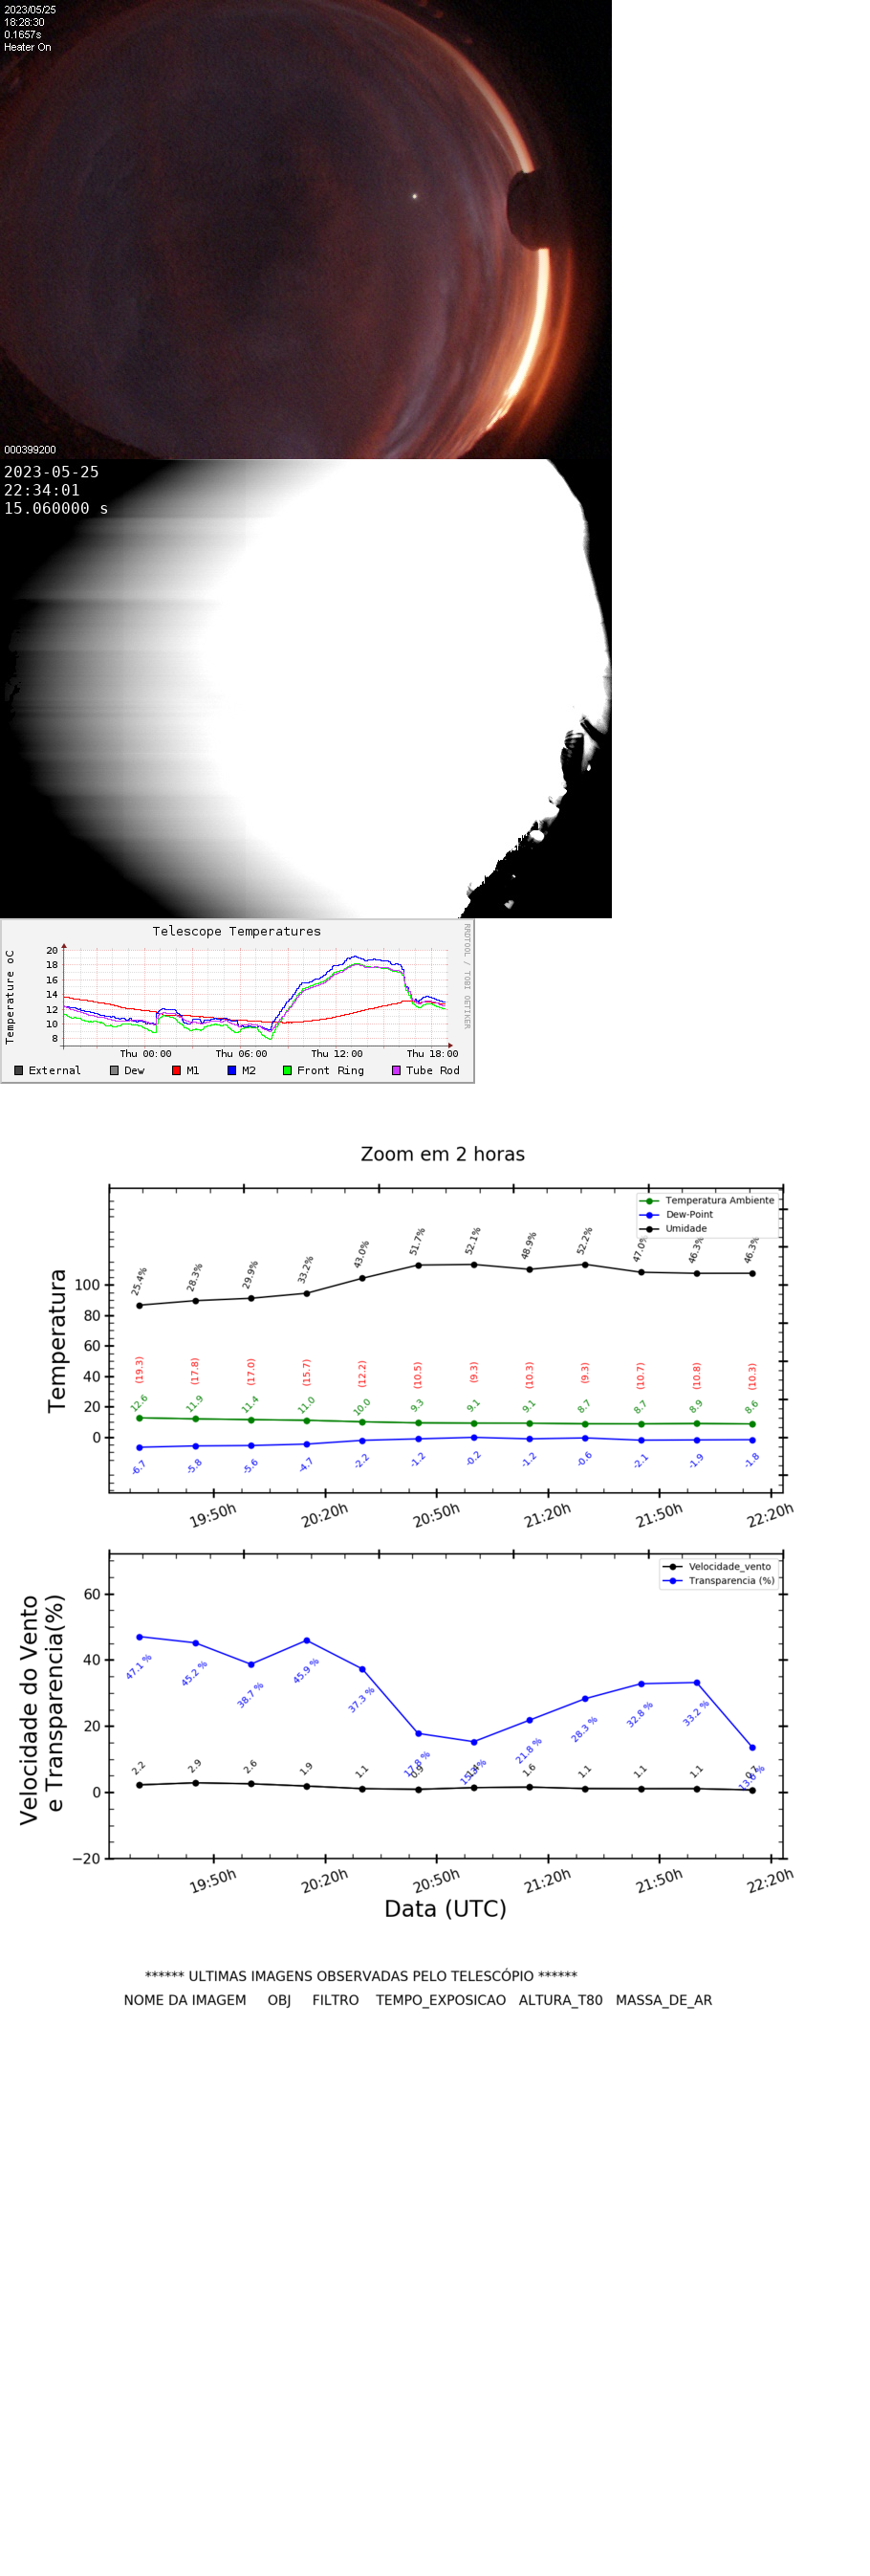 2023/05/25
18:28:30
0.1657s
Heater On
000399200
2023-05-25
22:34:01
15.060000 s
Telescope Temperatures
RRDTOOL / TOBI OETIKER
Temperature oC
20
18
16
14
12
10
8
Thu 00:00 Thu 06:00 Thu 12:00 Thu 18:00
External Dew M1 M2 Front Ring Tube Rod
Zoom em 2 horas
Temperatura Ambiente
Dew-Point
Umidade
Temperatura
100
80
60
40
20
0
25.4% 28.3% 29.9% 33.2% 43.0% 51.7% 52.1% 48.9% 52.2% 47.0% 46.3% 46.3%
(19.3) (17.8) (17.0) (15.7) (12.2) (10.5) (9.3) (10.3) (9.3) (10.7) (10.8) (10.3)
12.6 11.9 11.4 11.0 10.0 9.3 9.1 9.1 8.7 8.7 8.9 8.6
-6.7 -5.8 -5.6 -4.7 -2.2 -1.2 -0.2 -1.2 -0.6 -2.1 -1.9 -1.8
19:50h 20:20h 20:50h 21:20h 21:50h 22:20h
Velocidade_vento
Transparencia (%)
Velocidade do Vento
e Transparencia(%)
60
40
20
0
−20
47.1 % 45.2 % 38.7 % 45.9 % 37.3 % 17.8 % 21.8 % 28.3 % 32.8 % 33.2 %
2.2 2.9 2.6 1.9 1.1 0.9 1.6 1.1 1.1 1.1
19:50h 20:20h 20:50h 21:20h 21:50h 22:20h
Data (UTC)
****** ULTIMAS IMAGENS OBSERVADAS PELO TELESCÓPIO ******
NOME DA IMAGEM OBJ FILTRO TEMPO_EXPOSICAO ALTURA_T80 MASSA_DE_AR